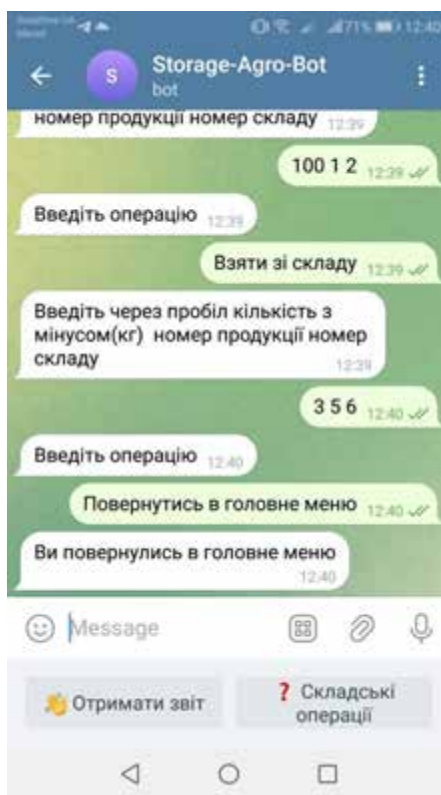 71% 12:40
S
Storage-Agro-Bot
bot
номер продукції номер складу 12:39
100 1 2 12:39
Введіть операцію 12:39
Взяти зі складу 12:39
Введіть через пробіл кількість з
мінусом(кг) номер продукції номер
складу
12:39
3 5 6 12:40
Введіть операцію 12:40
Повернутись в головне меню 12:40
Ви повернулись в головне меню
12:40
Message
Отримати звіт
? Складські
операції